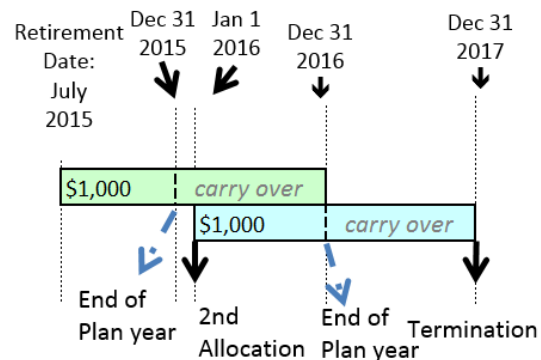 Retirement
Date:
July
2015
Dec 31
2015
Jan 1
2016
Dec 31
2016
Dec 31
2017
$1,000
carry over
$1,000
carry over
End of
Plan year
2nd
Allocation
End of
Plan year
Termination